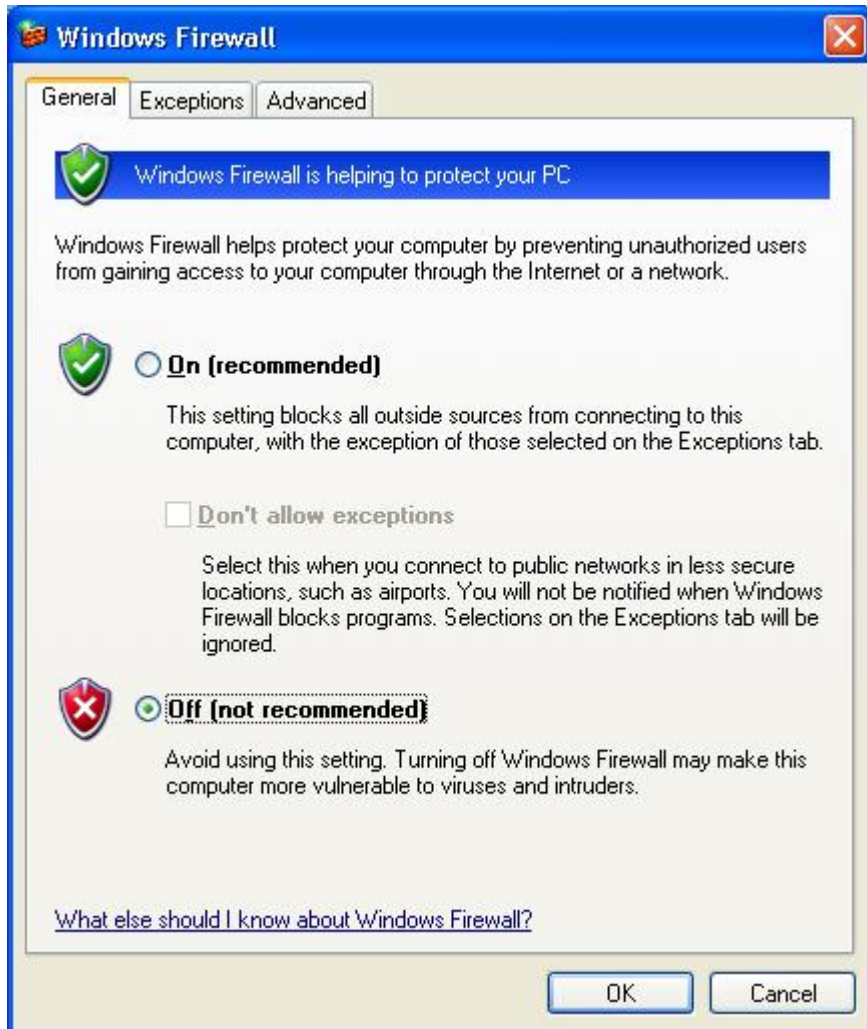 Windows Firewall
General Exceptions Advanced
Windows Firewall is helping to protect your PC
Windows Firewall helps protect your computer by preventing unauthorized users
from gaining access to your computer through the Internet or a network.
On (recommended)
This setting blocks all outside sources from connecting to this
computer, with the exception of those selected on the Exceptions tab.
Don't allow exceptions
Select this when you connect to public networks in less secure
locations, such as airports. You will not be notified when Windows
Firewall blocks programs. Selections on the Exceptions tab will be
ignored.
Off (not recommended)
Avoid using this setting. Turning off Windows Firewall may make this
computer more vulnerable to viruses and intruders.
What else should I know about Windows Firewall?
OK Cancel